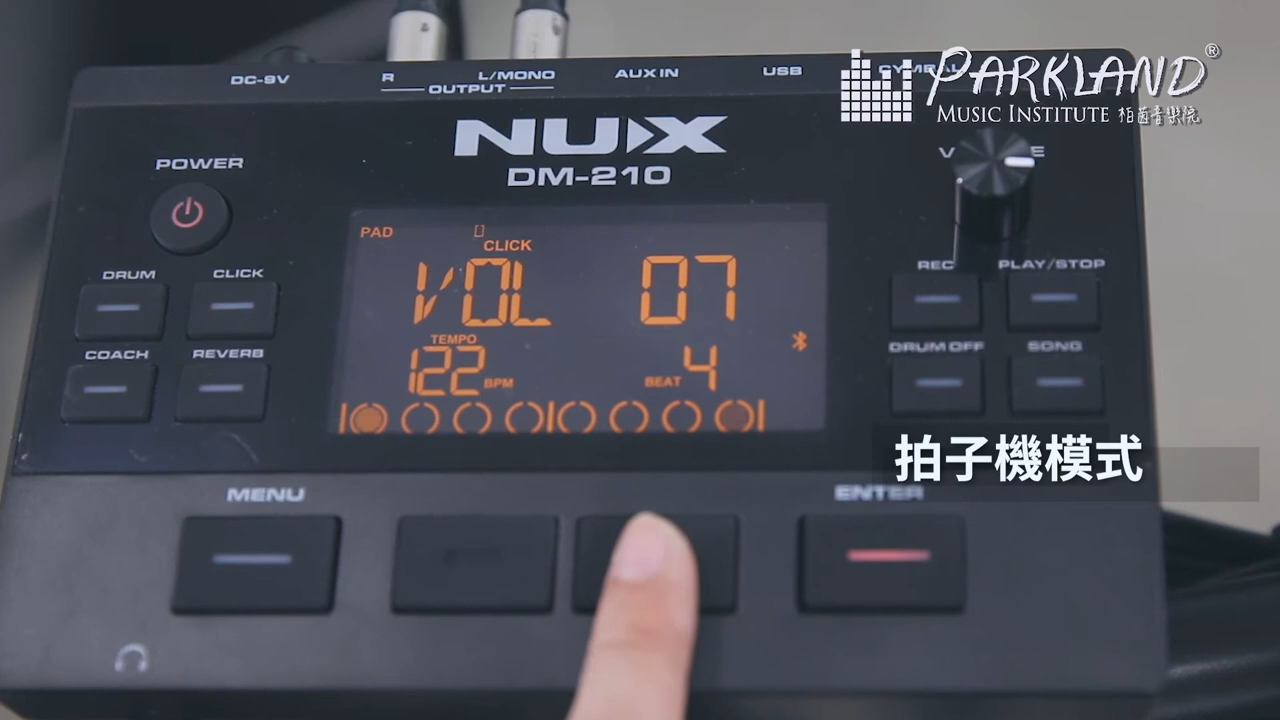 PARKLAND®
MUSIC INSTITUTE 柏茵音樂院
DC-9V
R
L/MONO
OUTPUT
AUX IN
USB
NUX
DM-210
POWER
DRUM
CLICK
COACH
REVERB
PAD
CLICK
VOL 07
TEMPO
122 BPM
BEAT 4
REC
PLAY/STOP
DRUM OFF
SONG
拍子機模式
MENU
ENTER